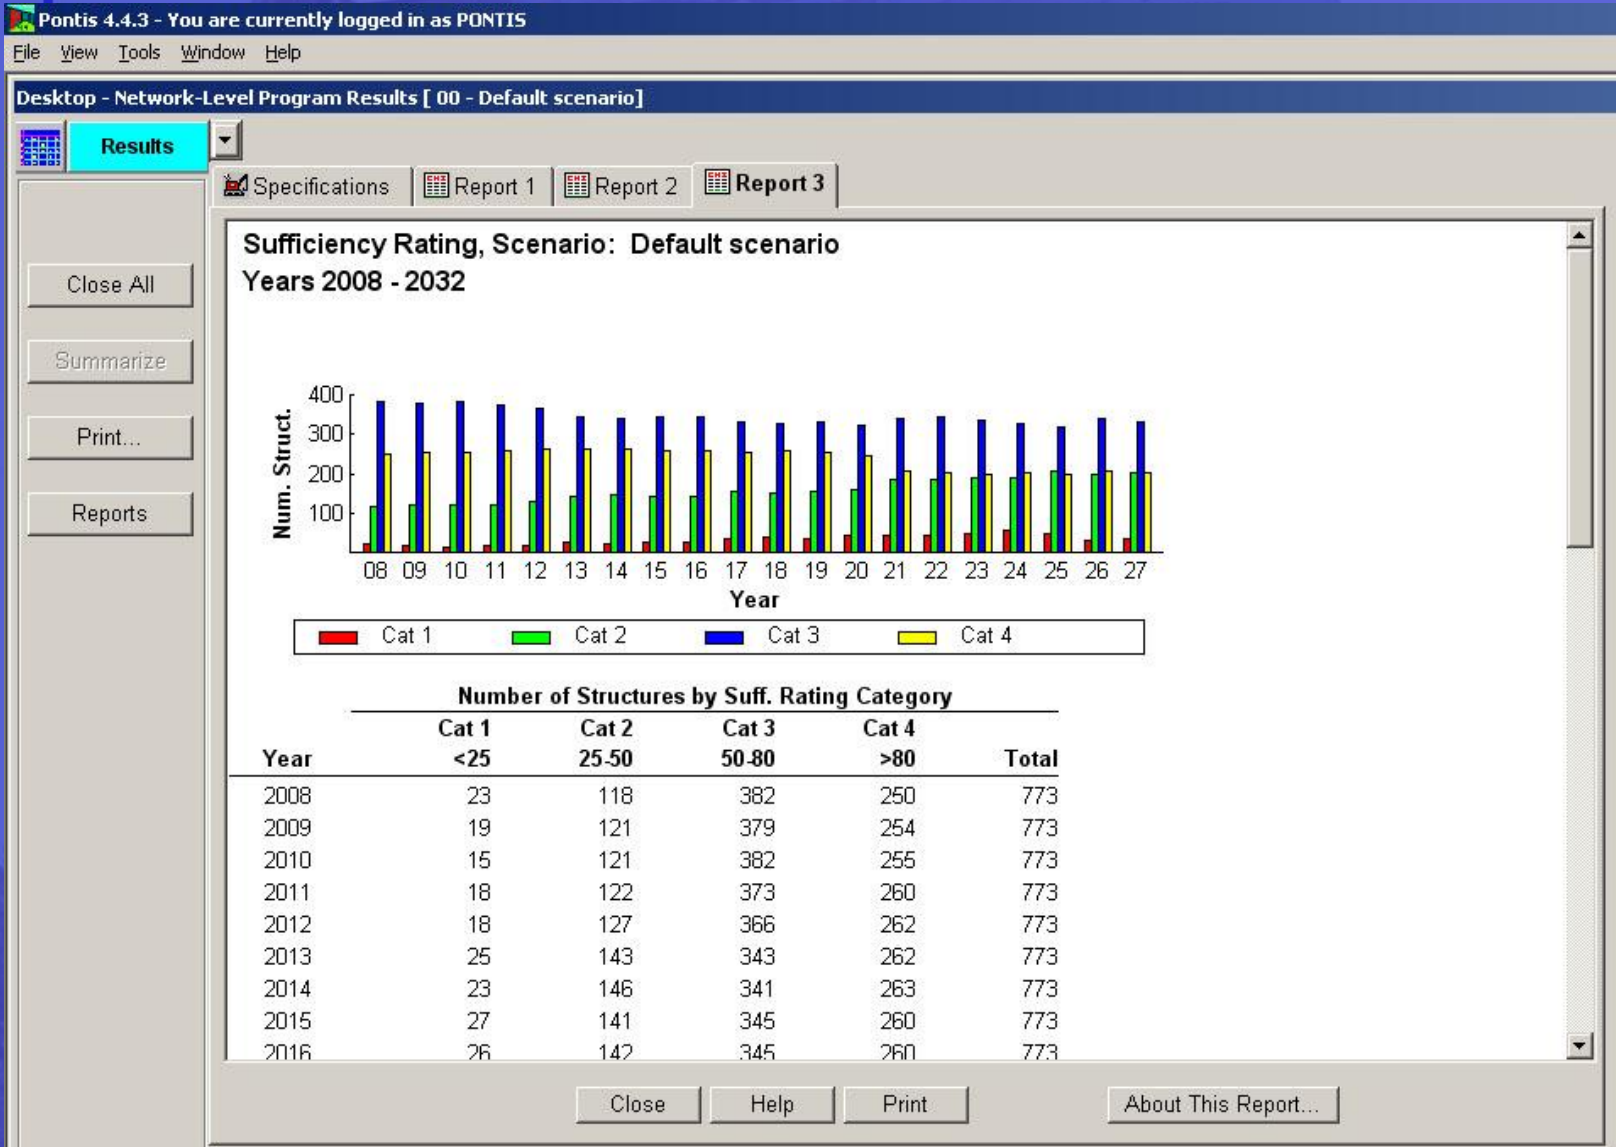 Pontis 4.4.3 - You are currently logged in as PONTIS
File View Tools Window Help
Desktop - Network-Level Program Results [ 00 - Default scenario]
Results
Specifications Report 1 Report 2 Report 3
Close All
Summarize
Print...
Reports
Sufficiency Rating, Scenario: Default scenario
Years 2008 - 2032
Num. Struct.
400
300
200
100
08 09 10 11 12 13 14 15 16 17 18 19 20 21 22 23 24 25 26 27
Year
Cat 1 Cat 2 Cat 3 Cat 4
Number of Structures by Suff. Rating Category
Cat 1 Cat 2 Cat 3 Cat 4
Year <25 25-50 50-80 >80 Total
2008 23 118 382 250 773
2009 19 121 379 254 773
2010 15 121 382 255 773
2011 18 122 373 260 773
2012 18 127 366 262 773
2013 25 143 343 262 773
2014 23 146 341 263 773
2015 27 141 345 260 773
2016 26 142 345 260 773
Close Help Print About This Report...